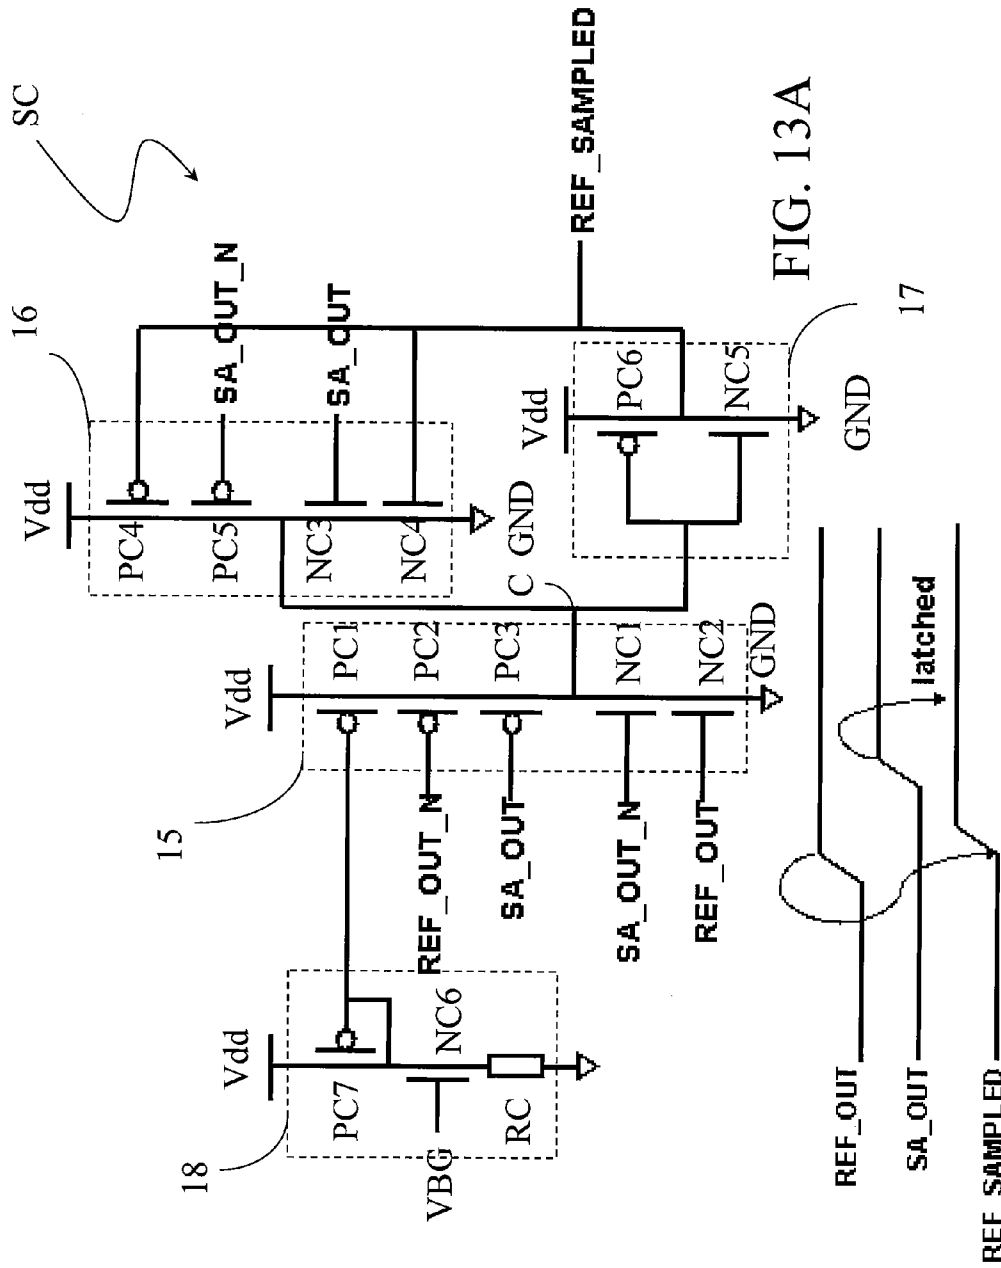 SC
16
Vdd
PC4
PC5
SA_OUT_N
NC3
SA_OUT
NC4
GND
REF_SAMPLED
C
17
Vdd
PC6
NC5
GND
15
Vdd
PC1
PC2
REF_OUT_N
PC3
SA_OUT
NC1
SA_OUT_N
NC2
REF_OUT
GND
18
Vdd
PC7
NC6
VBG
RC
REF_OUT
SA_OUT
REF_SAMPLED
latched
FIG. 13A